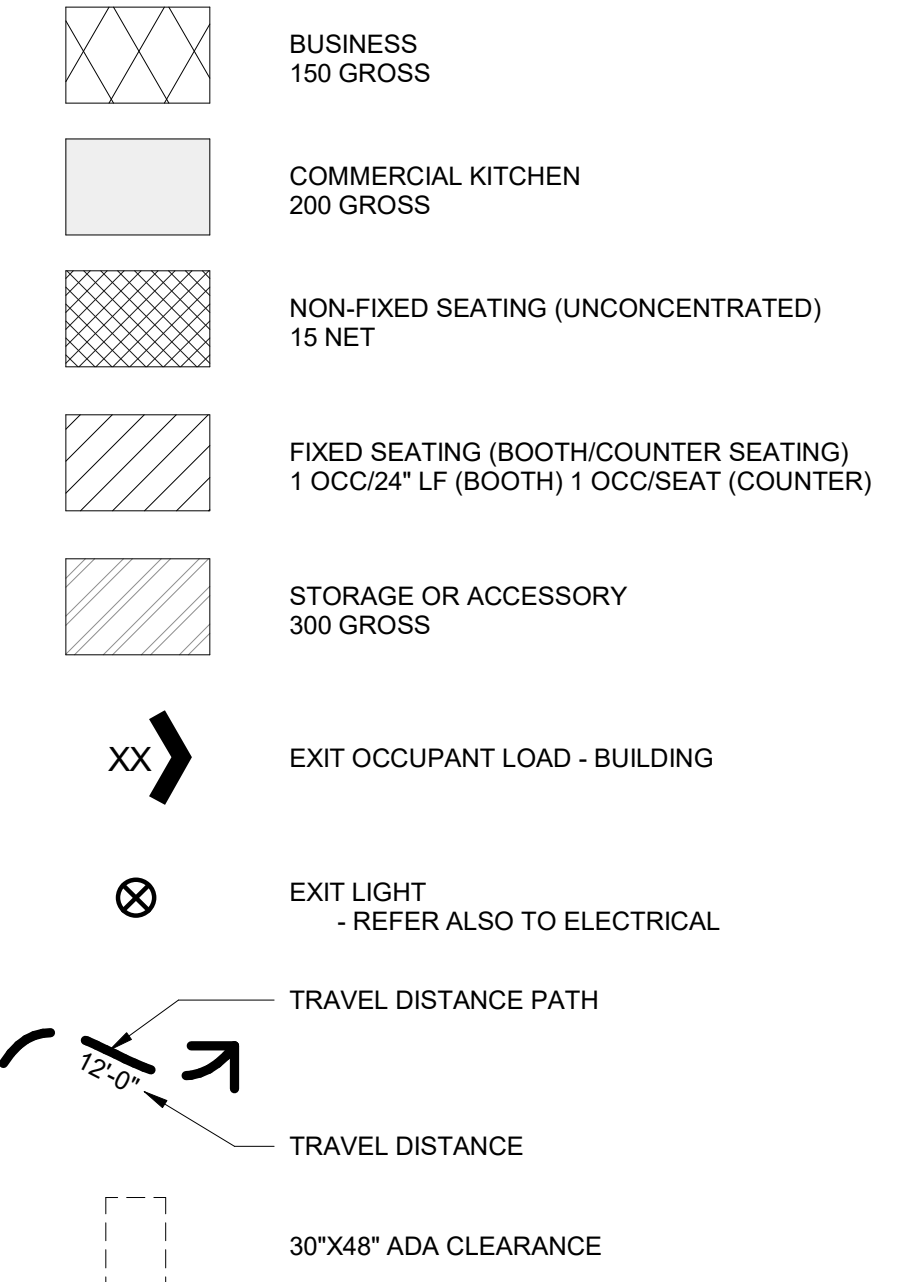 BUSINESS
150 GROSS
COMMERCIAL KITCHEN
200 GROSS
NON-FIXED SEATING (UNCONCENTRATED)
15 NET
FIXED SEATING (BOOTH/COUNTER SEATING)
1 OCC/24" LF (BOOTH) 1 OCC/SEAT (COUNTER)
STORAGE OR ACCESSORY
300 GROSS
XX
EXIT OCCUPANT LOAD - BUILDING
EXIT LIGHT
- REFER ALSO TO ELECTRICAL
TRAVEL DISTANCE PATH
12'-0"
TRAVEL DISTANCE
30"X48" ADA CLEARANCE